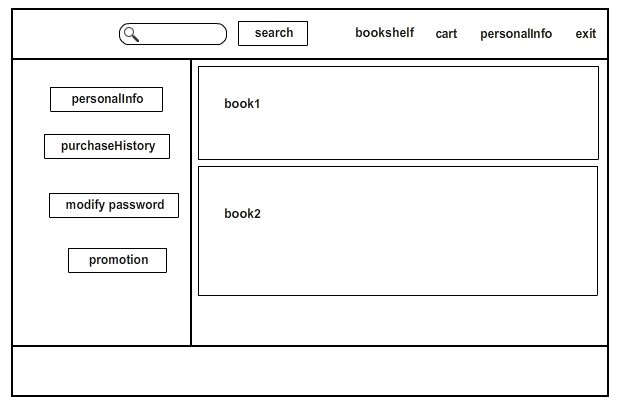 search bookshelf cart personalInfo exit
personalInfo
purchaseHistory
modify password
promotion
book1
book2